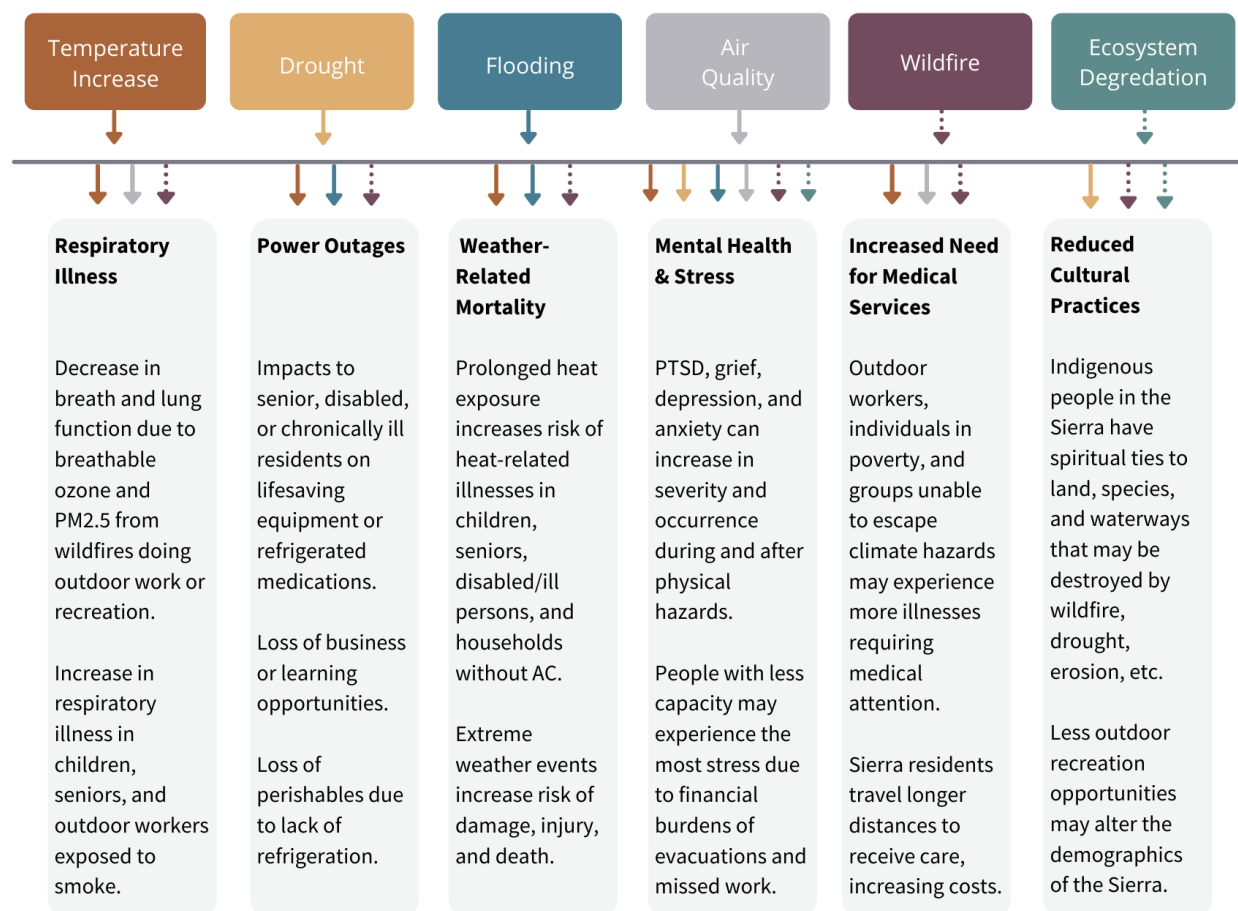 Temperature
Increase
Drought
Flooding
Air
Quality
Wildfire
Ecosystem
Degredation
Respiratory
Illness
Decrease in
breath and lung
function due to
breathable
ozone and
PM2.5 from
wildfires doing
outdoor work or
recreation.
Increase in
respiratory
illness in
children,
seniors, and
outdoor workers
exposed to
smoke.
Power Outages
Impacts to
senior, disabled,
or chronically ill
residents on
lifesaving
equipment or
refrigerated
medications.
Loss of business
or learning
opportunities.
Loss of
perishables due
to lack of
refrigeration.
Weather-
Related
Mortality
Prolonged heat
exposure
increases risk of
heat-related
illnesses in
children,
seniors,
disabled/ill
persons, and
households
without AC.
Extreme
weather events
increase risk of
damage, injury,
and death.
Mental Health
& Stress
PTSD, grief,
depression, and
anxiety can
increase in
severity and
occurrence
during and after
physical
hazards.
People with less
capacity may
experience the
most stress due
to financial
burdens of
evacuations and
missed work.
Increased Need
for Medical
Services
Outdoor
workers,
individuals in
poverty, and
groups unable
to escape
climate hazards
may experience
more illnesses
requiring
medical
attention.
Sierra residents
travel longer
distances to
receive care,
increasing costs.
Reduced
Cultural
Practices
Indigenous
people in the
Sierra have
spiritual ties to
land, species,
and waterways
that may be
destroyed by
wildfire,
drought,
erosion, etc.
Less outdoor
recreation
opportunities
may alter the
demographics
of the Sierra.